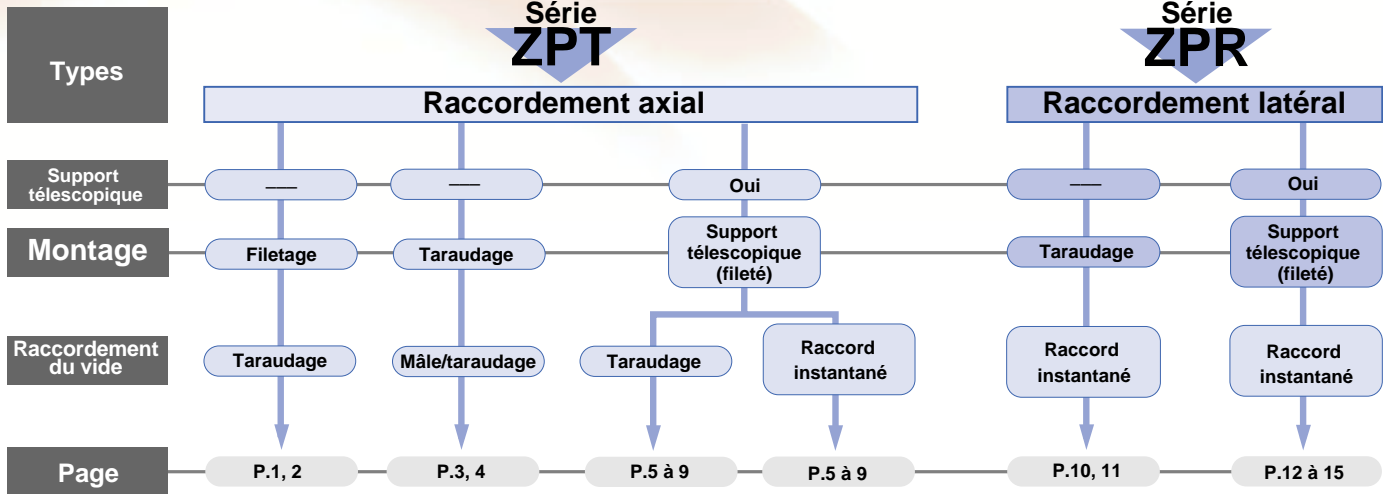 Série
ZPT
Série
ZPR
Types
Raccordement axial
Raccordement latéral
Support
télescopique
—
—
Oui
—
Oui
Montage
Filetage
Taraudage
Support
télescopique
(fileté)
Taraudage
Support
télescopique
(fileté)
Raccordement
du vide
Taraudage
Mâle/taraudage
Taraudage
Raccord
instantané
Raccord
instantané
Raccord
instantané
Page
P.1, 2
P.3, 4
P.5 à 9
P.5 à 9
P.10, 11
P.12 à 15